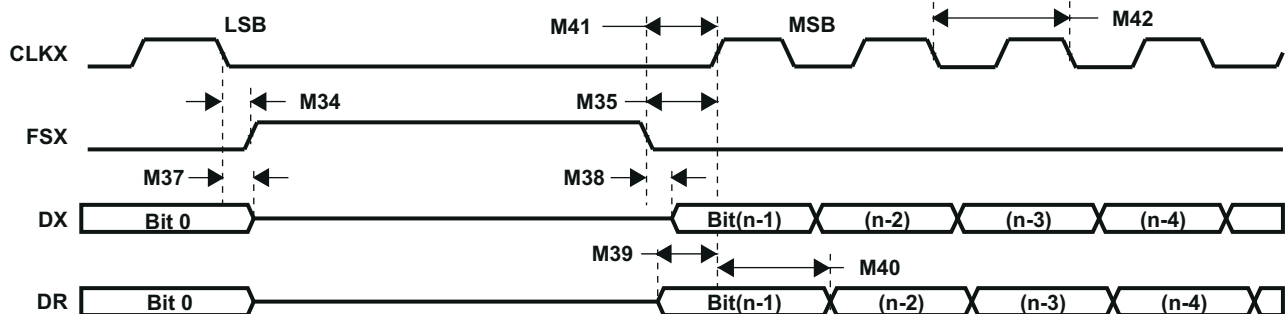 LSB M41 MSB M42
CLKX
M34 M35
FSX
M37 M38
DX Bit 0 Bit(n-1) (n-2) (n-3) (n-4)
M39 M40
DR Bit 0 Bit(n-1) (n-2) (n-3) (n-4)